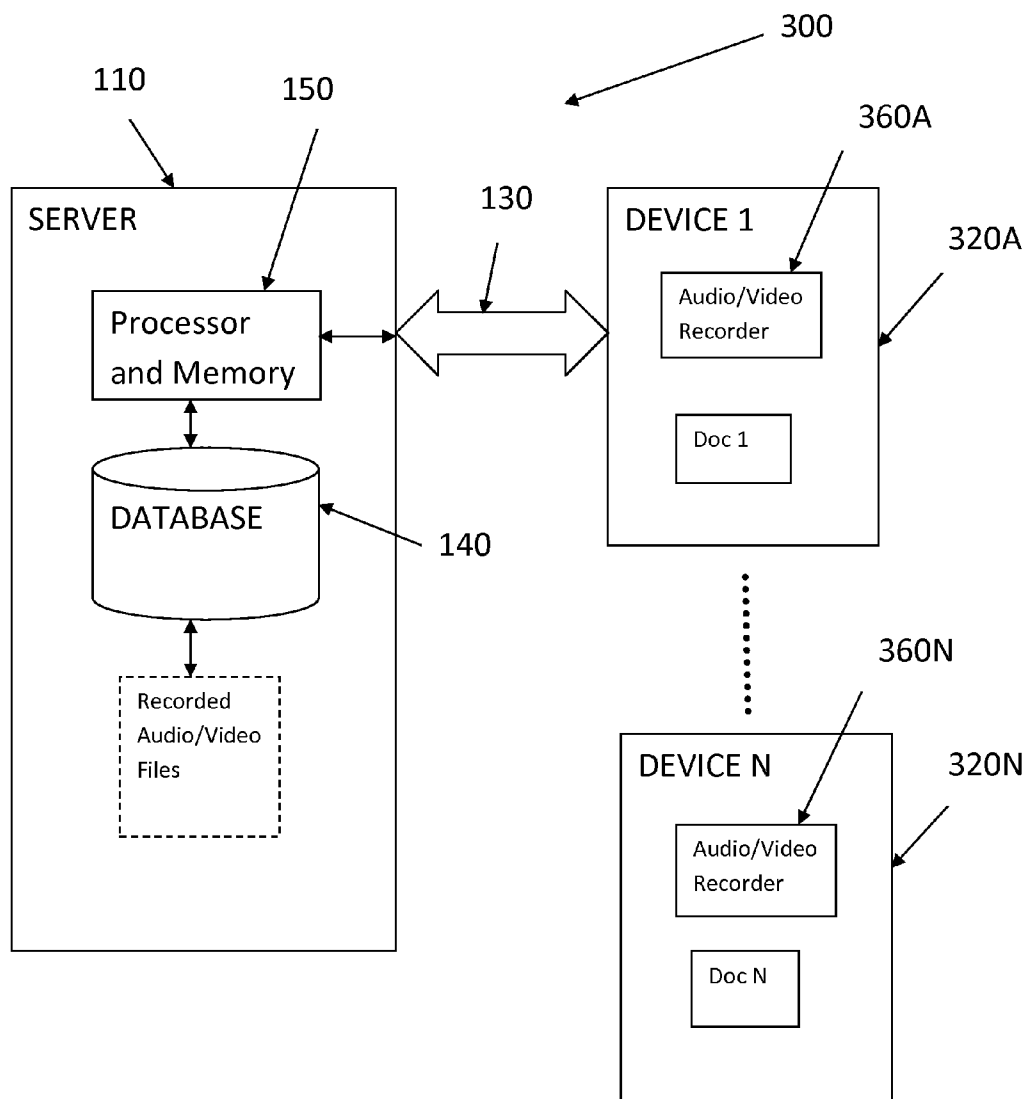 300
110
150
360A
SERVER
130
DEVICE 1
320A
Processor
and Memory
Audio/Video
Recorder
Doc 1
DATABASE
140
360N
Recorded
Audio/Video
Files
DEVICE N
320N
Audio/Video
Recorder
Doc N